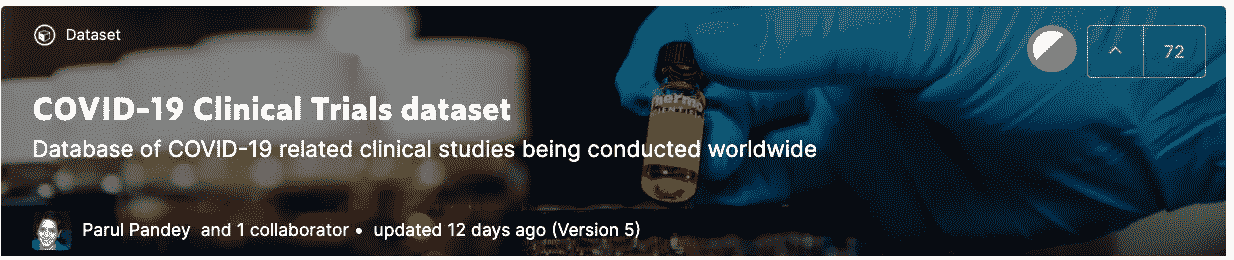 Dataset
72
COVID-19 Clinical Trials dataset
Database of COVID-19 related clinical studies being conducted worldwide
Parul Pandey and 1 collaborator • updated 12 days ago (Version 5)